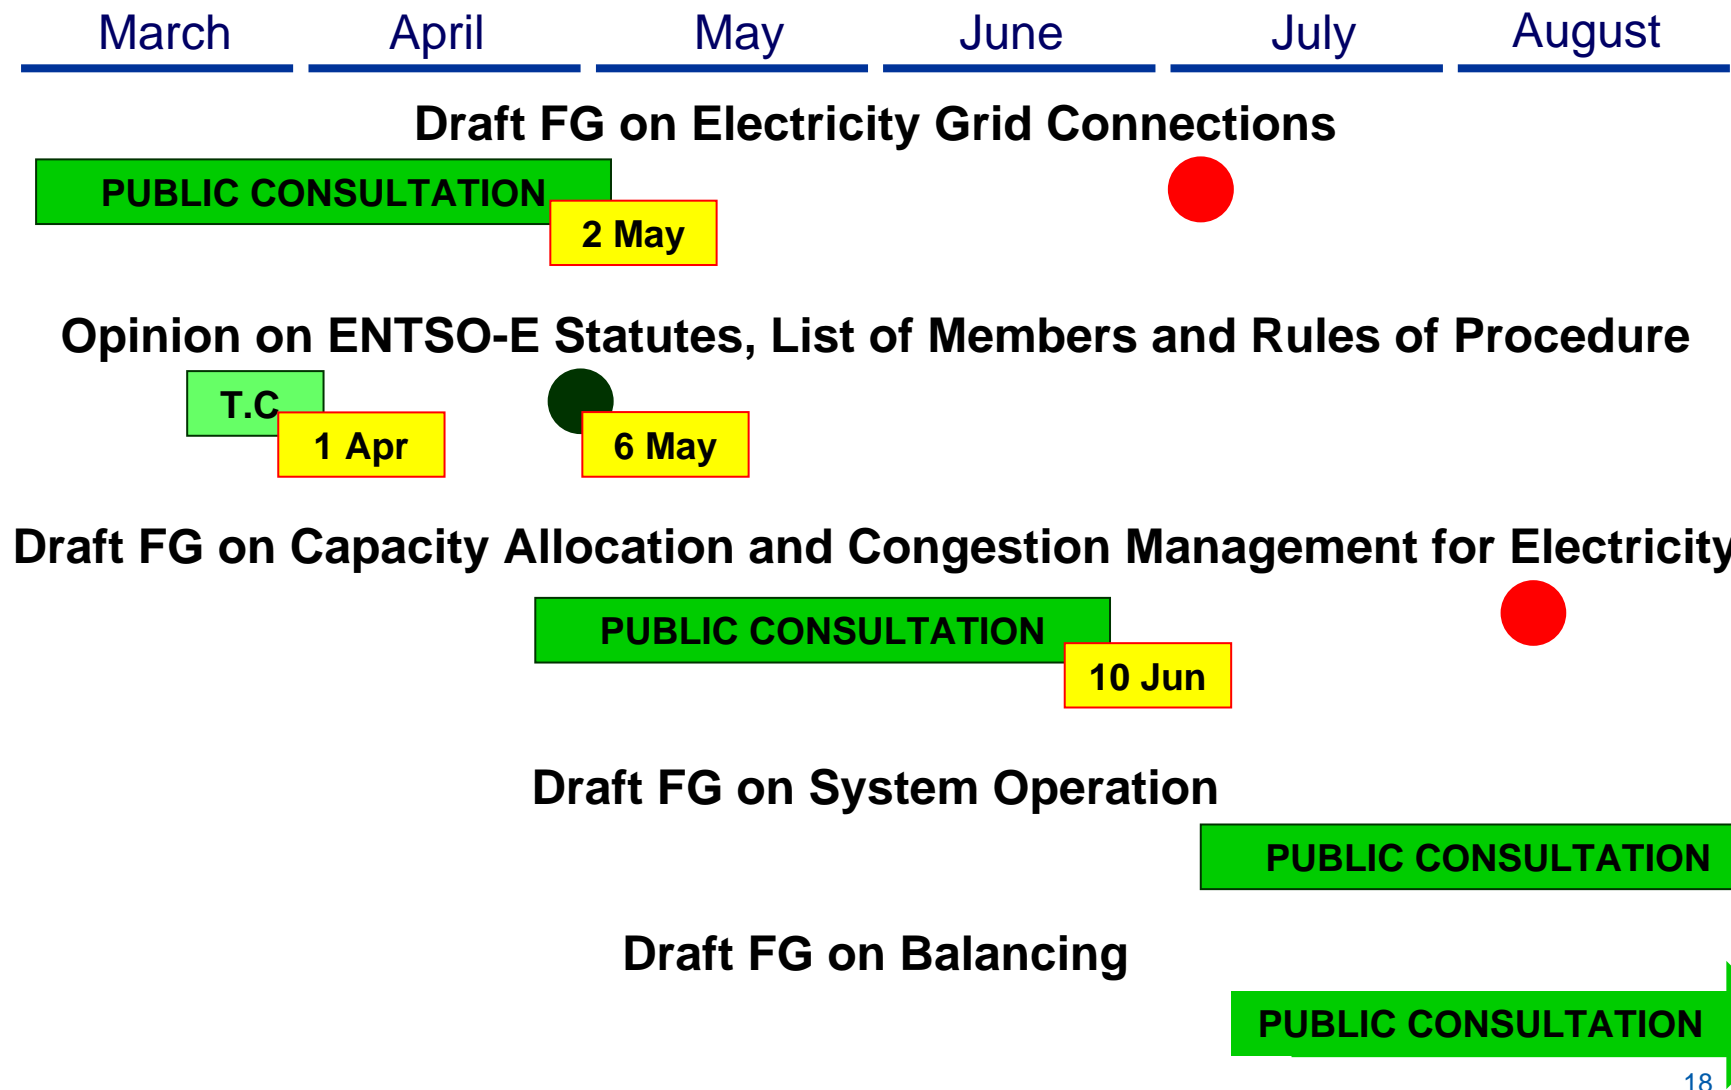 March April May June July August
Draft FG on Electricity Grid Connections
PUBLIC CONSULTATION
2 May
Opinion on ENTSO-E Statutes, List of Members and Rules of Procedure
T.C
1 Apr
6 May
Draft FG on Capacity Allocation and Congestion Management for Electricity
PUBLIC CONSULTATION
10 Jun
Draft FG on System Operation
PUBLIC CONSULTATION
Draft FG on Balancing
PUBLIC CONSULTATION
18